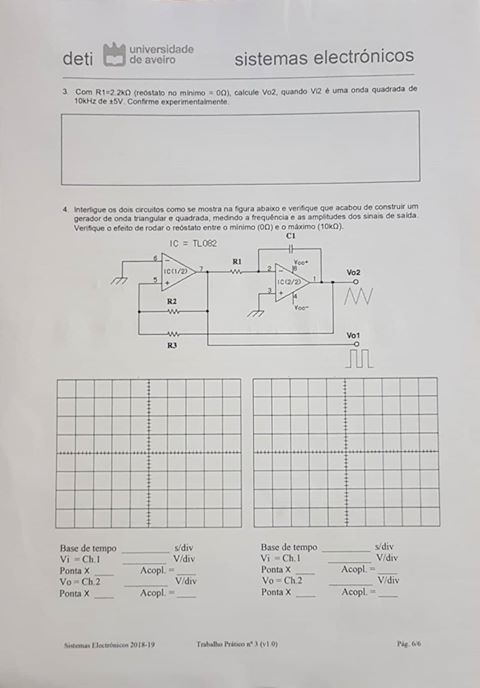 deti universidade de aveiro sistemas electrónicos
3. Com R1=2.2kΩ (reóstato no mínimo = 0Ω), calcule Vo2, quando Vi2 é uma onda quadrada de
10kHz de ±5V. Confirme experimentalmente.
4. Interligue os dois circuitos como se mostra na figura abaixo e verifique que acabou de construir um
gerador de onda triangular e quadrada, medindo a frequência e as amplitudes dos sinais de saída.
Verifique o efeito de rodar o reóstato entre o mínimo (0Ω) e o máximo (10kΩ).
IC = TL082
C1
6
7
R1
Vcc+
IC(1/2)
2
8
1
Vo2
5
IC(2/2)
3
4
R2
Vcc-
Vo1
R3
Base de tempo ________ s/div
Vi = Ch.1 ________ V/div
Ponta X ____ Acopl. = ____
Vo = Ch.2 ________ V/div
Ponta X ____ Acopl. = ____
Base de tempo ________ s/div
Vi = Ch.1 ________ V/div
Ponta X ____ Acopl. = ____
Vo = Ch.2 ________ V/div
Ponta X ____ Acopl. = ____
Sistemas Electrónicos 2018-19 Trabalho Prático nº 3 (v1.0) Pág. 6/6